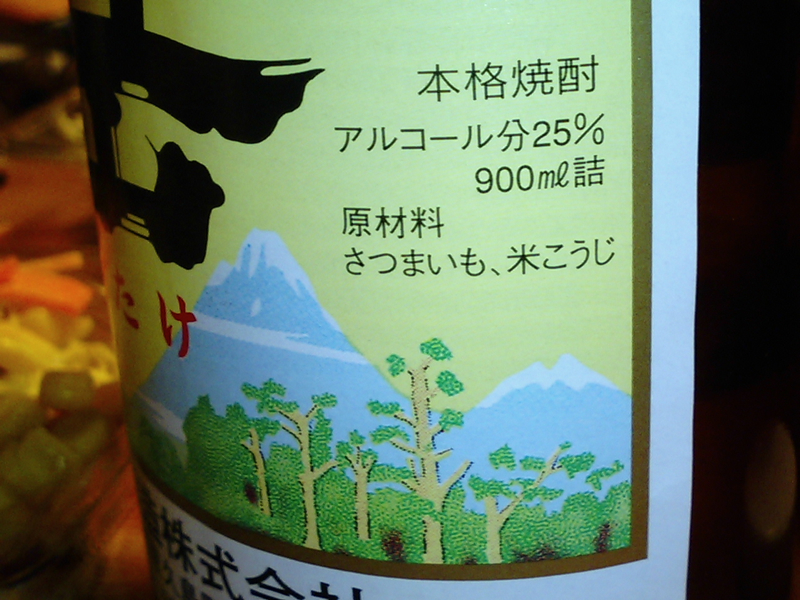 本格焼酎
アルコール分25%
900㎖詰
原材料
さつまいも、米こうじ
たけ
株式会社